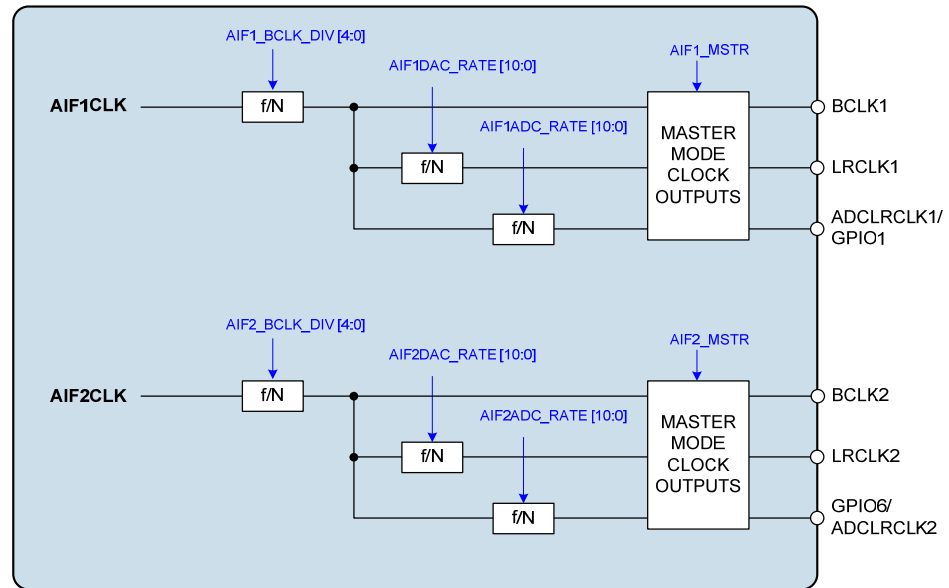 AIF1_BCLK_DIV [4:0]
AIF1DAC_RATE [10:0]
AIF1_MSTR
AIF1CLK
f/N
BCLK1
AIF1ADC_RATE [10:0]
MASTER
MODE
CLOCK
OUTPUTS
f/N
LRCLK1
f/N
ADCLRCLK1/
GPIO1
AIF2_BCLK_DIV [4:0]
AIF2DAC_RATE [10:0]
AIF2_MSTR
AIF2CLK
f/N
BCLK2
AIF2ADC_RATE [10:0]
MASTER
MODE
CLOCK
OUTPUTS
f/N
LRCLK2
f/N
GPIO6/
ADCLRCLK2